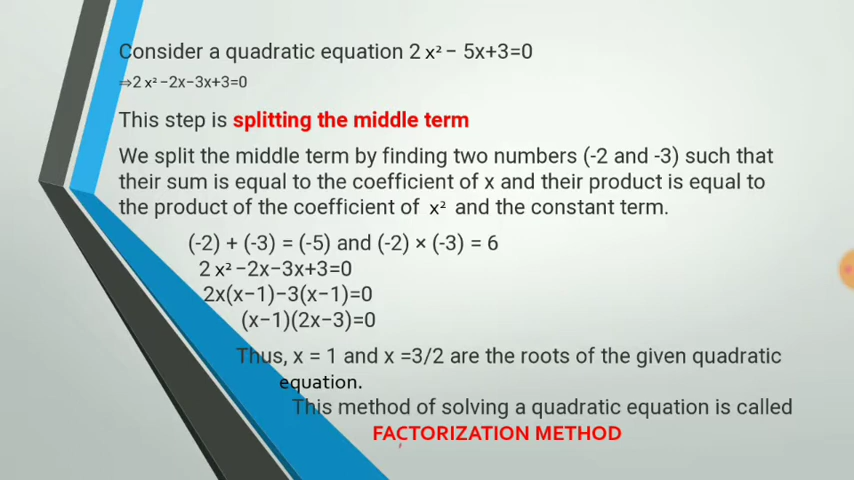 Consider a quadratic equation 2 x² − 5x+3=0
⇒2 x² −2x−3x+3=0
This step is splitting the middle term
We split the middle term by finding two numbers (-2 and -3) such that
their sum is equal to the coefficient of x and their product is equal to
the product of the coefficient of x² and the constant term.
(-2) + (-3) = (-5) and (-2) × (-3) = 6
2 x² −2x−3x+3=0
2x(x−1)−3(x−1)=0
(x−1)(2x−3)=0
Thus, x = 1 and x =3/2 are the roots of the given quadratic
equation.
This method of solving a quadratic equation is called
FACTORIZATION METHOD